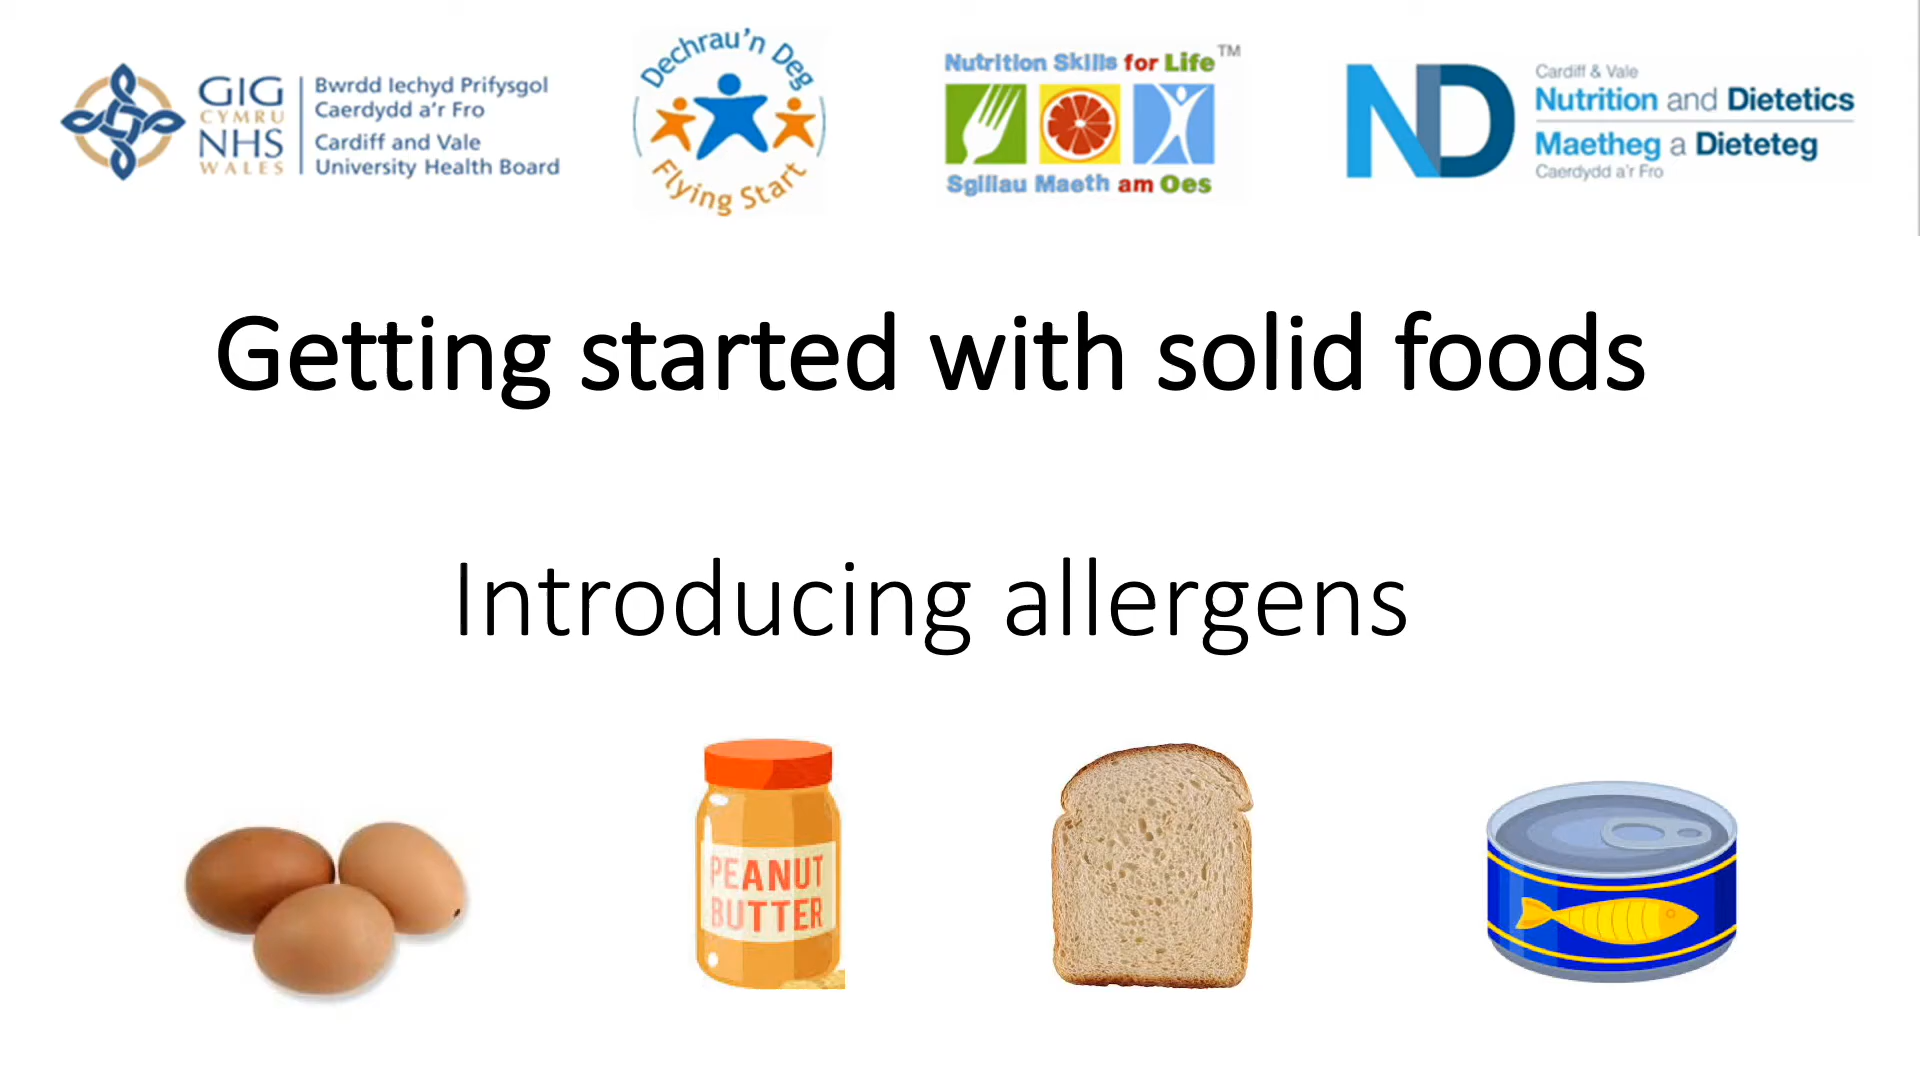 GIG
CYMRU
NHS
WALES
Bwrdd Iechyd Prifysgol
Caerdydd a'r Fro
Cardiff and Vale
University Health Board
Dechrau'n Deg
Flying Start
Nutrition Skills for Life™
Sgiliau Maeth am Oes
ND
Cardiff & Vale
Nutrition and Dietetics
Maetheg a Dieteteg
Caerdydd a'r Fro
Getting started with solid foods
Introducing allergens
PEANUT
BUTTER